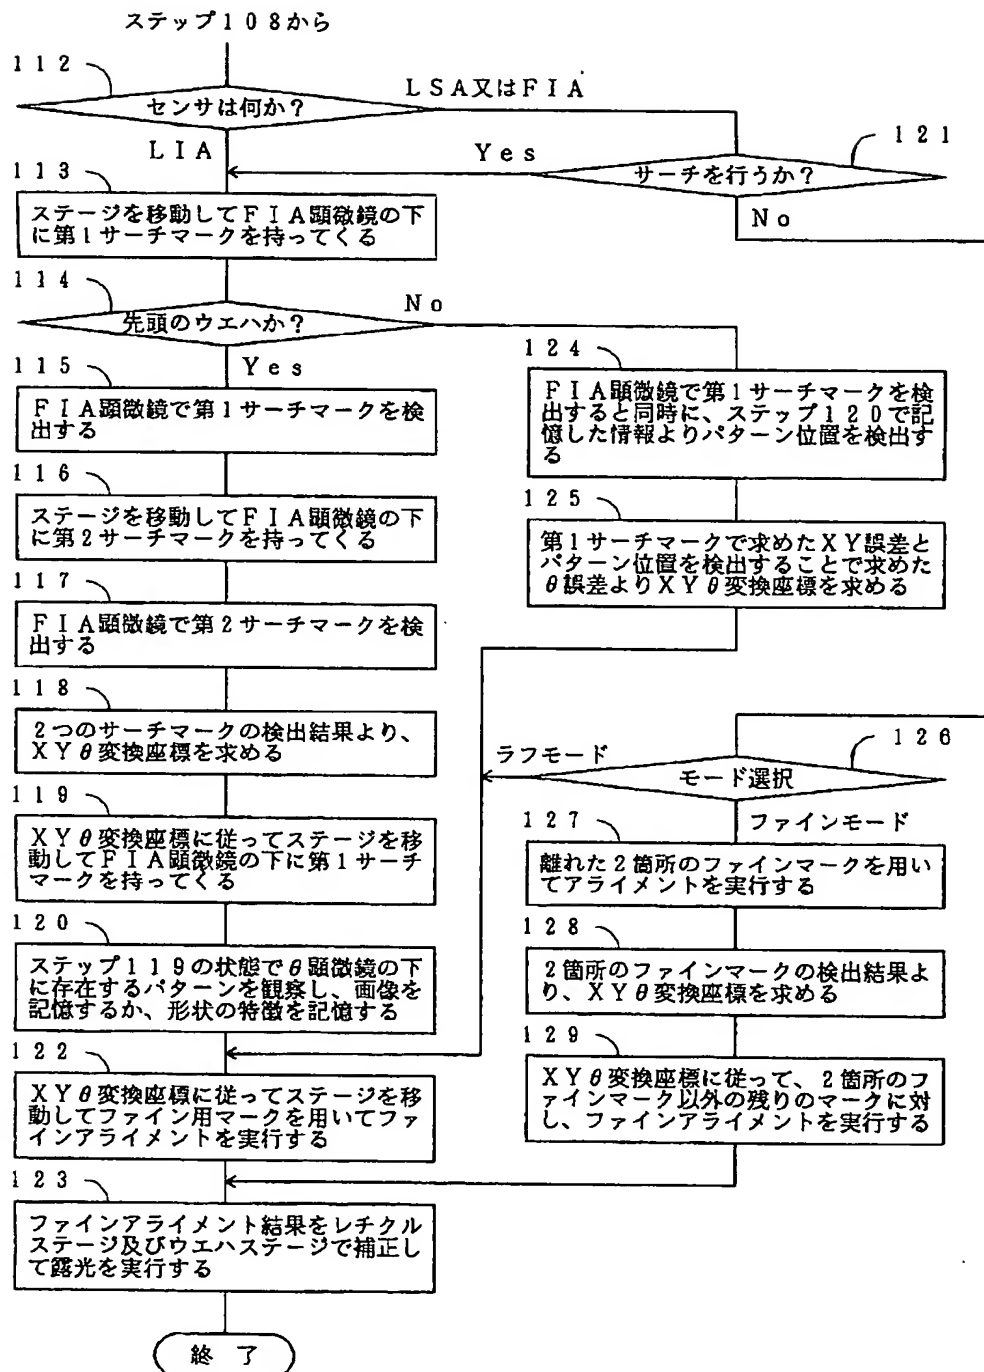 ステップ108から
112
センサは何か?
LSA又はFIA
LIA
Yes
121
サーチを行うか?
No
113
ステージを移動してFIA顕微鏡の下
に第1サーチマークを持ってくる
114
先頭のウエハか?
No
Yes
115
FIA顕微鏡で第1サーチマークを検
出する
116
ステージを移動してFIA顕微鏡の下
に第2サーチマークを持ってくる
117
FIA顕微鏡で第2サーチマークを検
出する
118
2つのサーチマークの検出結果より、
XYθ変換座標を求める
119
XYθ変換座標に従ってステージを移
動してFIA顕微鏡の下に第1サーチ
マークを持ってくる
120
ステップ119の状態でθ顕微鏡の下
に存在するパターンを観察し、画像を
記憶するか、形状の特徴を記憶する
122
XYθ変換座標に従ってステージを移
動してファイン用マークを用いてファ
インアライメントを実行する
123
ファインアライメント結果をレチクル
ステージ及びウエハステージで補正し
て露光を実行する
終了
124
FIA顕微鏡で第1サーチマークを検
出すると同時に、ステップ120で記
憶した情報よりパターン位置を検出す
る
125
第1サーチマークで求めたXY誤差と
パターン位置を検出することで求めた
θ誤差よりXYθ変換座標を求める
126
モード選択
ラフモード
ファインモード
127
離れた2箇所のファインマークを用い
てアライメントを実行する
128
2箇所のファインマークの検出結果よ
り、XYθ変換座標を求める
129
XYθ変換座標に従って、2箇所のフ
ァインマーク以外の残りのマークに対
し、ファインアライメントを実行する